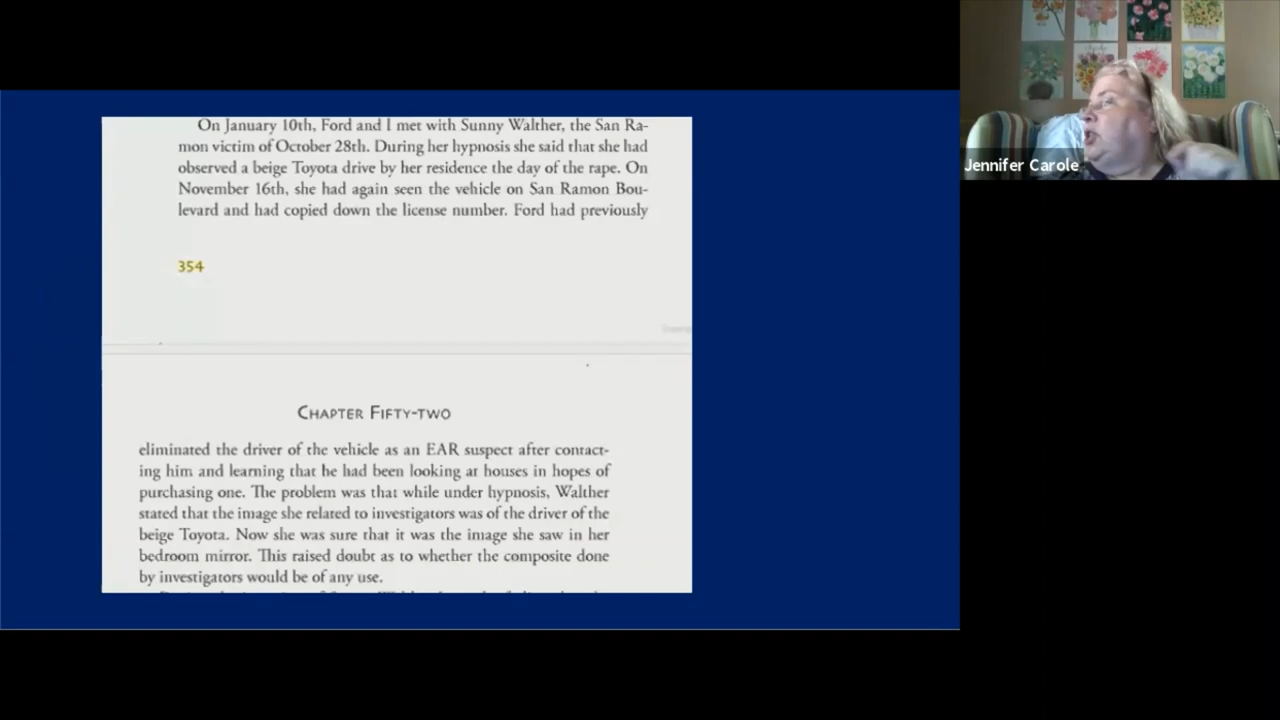 On January 10th, Ford and I met with Sunny Walther, the San Ra-
mon victim of October 28th. During her hypnosis she said that she had
observed a beige Toyota drive by her residence the day of the rape. On
November 16th, she had again seen the vehicle on San Ramon Bou-
levard and had copied down the license number. Ford had previously
354
CHAPTER FIFTY-TWO
eliminated the driver of the vehicle as an EAR suspect after contact-
ing him and learning that he had been looking at houses in hopes of
purchasing one. The problem was that while under hypnosis, Walther
stated that the image she related to investigators was of the driver of the
beige Toyota. Now she was sure that it was the image she saw in her
bedroom mirror. This raised doubt as to whether the composite done
by investigators would be of any use.
Jennifer Carole